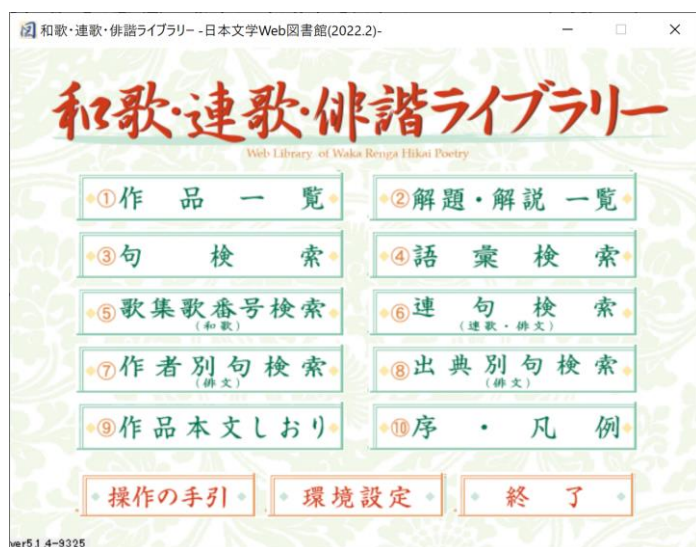 和歌・連歌・俳諧ライブラリー -日本文学Web図書館(2022.2)-
和歌・連歌・俳諧ライブラリー
Web Library of Waka Renga Hikai Poetry
①作品一覧
②解題・解説一覧
③句検索
④語彙検索
⑤歌集歌番号検索
(和歌)
⑥連句検索
(連歌・俳文)
⑦作者別句検索
(俳文)
⑧出典別句検索
(俳文)
⑨作品本文しおり
⑩序・凡例
操作の手引
環境設定
終了
ver5.1.4-9325